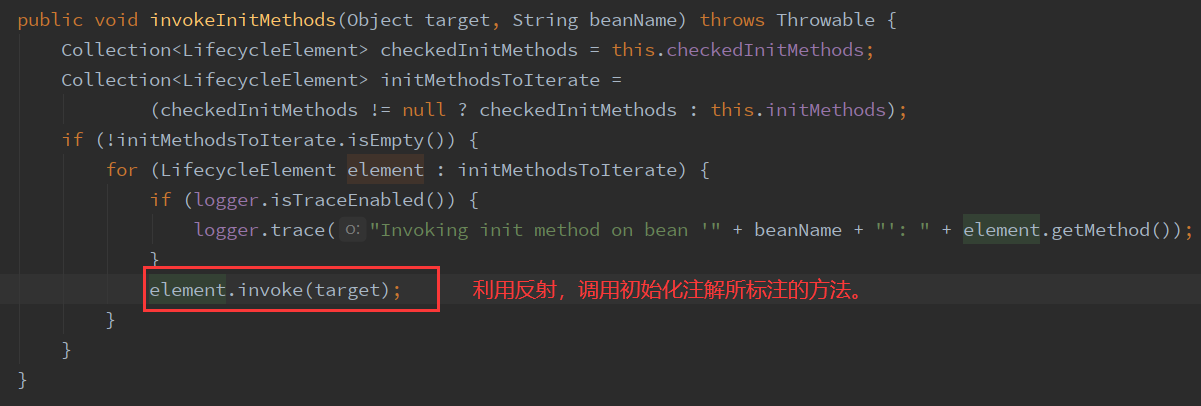 public void invokeInitMethods(Object target, String beanName) throws Throwable {
Collection<LifecycleElement> checkedInitMethods = this.checkedInitMethods;
Collection<LifecycleElement> initMethodsToIterate =
(checkedInitMethods != null ? checkedInitMethods : this.initMethods);
if (!initMethodsToIterate.isEmpty()) {
for (LifecycleElement element : initMethodsToIterate) {
if (logger.isTraceEnabled()) {
logger.trace( o: "Invoking init method on bean '" + beanName + "': " + element.getMethod());
}
element.invoke(target); 利用反射，调用初始化注解所标注的方法。
}
}
}